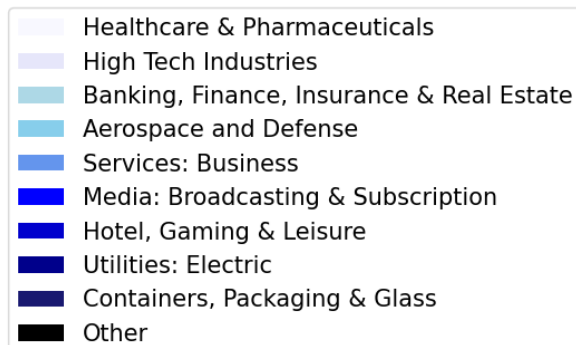 Healthcare & Pharmaceuticals
High Tech Industries
Banking, Finance, Insurance & Real Estate
Aerospace and Defense
Services: Business
Media: Broadcasting & Subscription
Hotel, Gaming & Leisure
Utilities: Electric
Containers, Packaging & Glass
Other